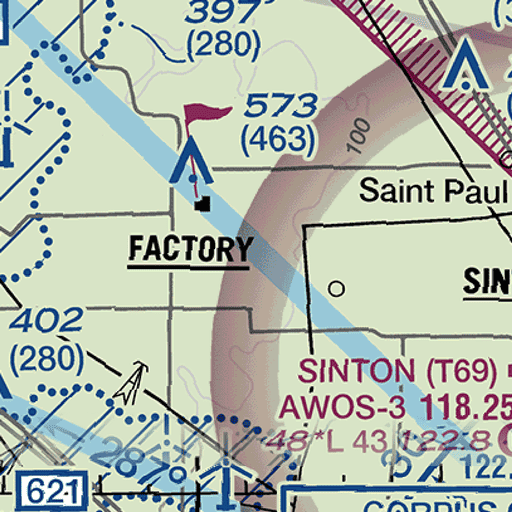 397
(280)
573
(463)
100
Saint Paul
FACTORY
SIN
402
(280)
SINTON (T69)
AWOS-3 118.25
48 *L 43 122.8
287°
122.
621
CORPUS